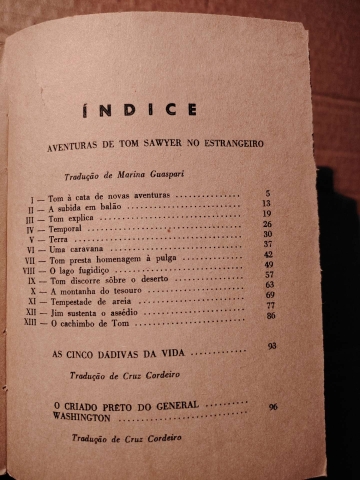 ÍNDICE
AVENTURAS DE TOM SAWYER NO ESTRANGEIRO
Tradução de Marina Guaspari
I — Tom à cata de novas aventuras .................. 5
II — A subida em balão .................. 13
III — Tom explica .................. 19
IV — Temporal .................. 26
V — Terra .................. 30
VI — Uma caravana .................. 37
VII — Tom presta homenagem à pulga .................. 42
VIII — O lago fugidiço .................. 49
IX — Tom discorre sôbre o deserto .................. 57
X — A montanha do tesouro .................. 63
XI — Tempestade de areia .................. 69
XII — Jim sustenta o assédio .................. 77
XIII — O cachimbo de Tom .................. 86
AS CINCO DÁDIVAS DA VIDA .................. 93
Tradução de Cruz Cordeiro
O CRIADO PRÊTO DO GENERAL ..........
WASHINGTON .................. 96
Tradução de Cruz Cordeiro